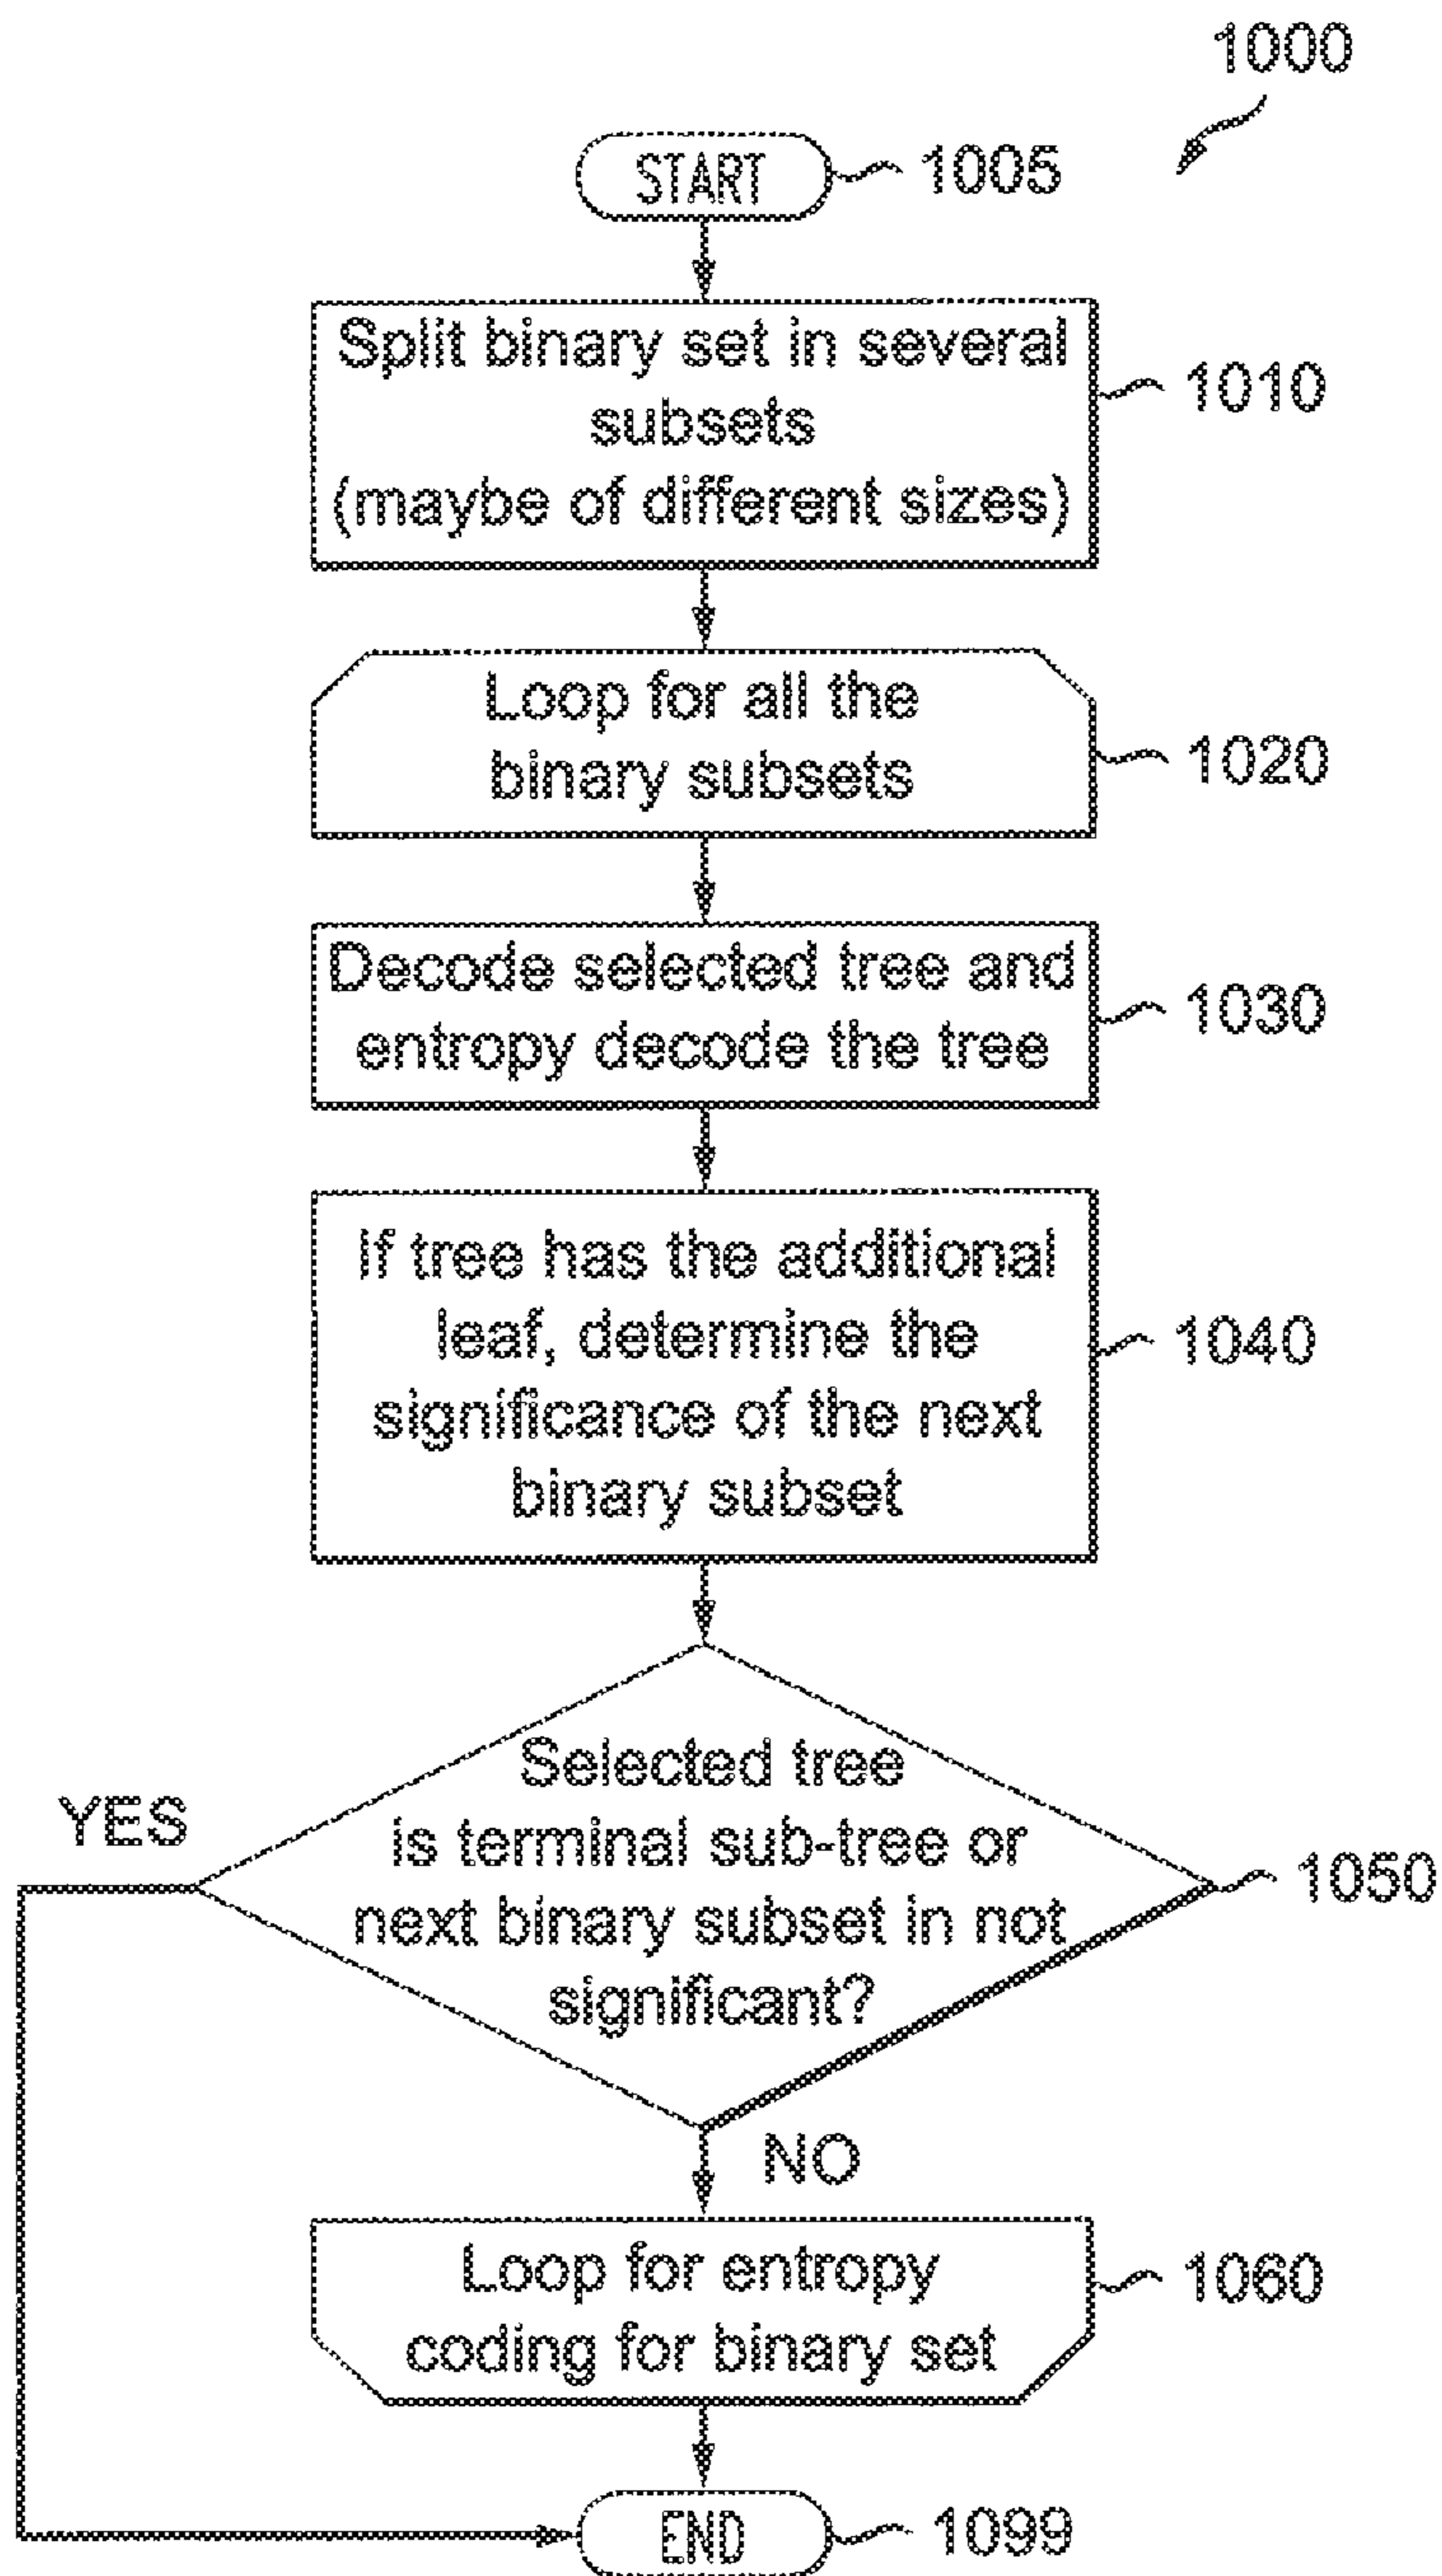 1000
START
1005
Split binary set in several
subsets
(maybe of different sizes)
1010
Loop for all the
binary subsets
1020
Decode selected tree and
entropy decode the tree
1030
If tree has the additional
leaf, determine the
significance of the next
binary subset
1040
Selected tree
is terminal sub-tree or
next binary subset in not
significant?
YES
1050
NO
Loop for entropy
coding for binary set
1060
END
1099